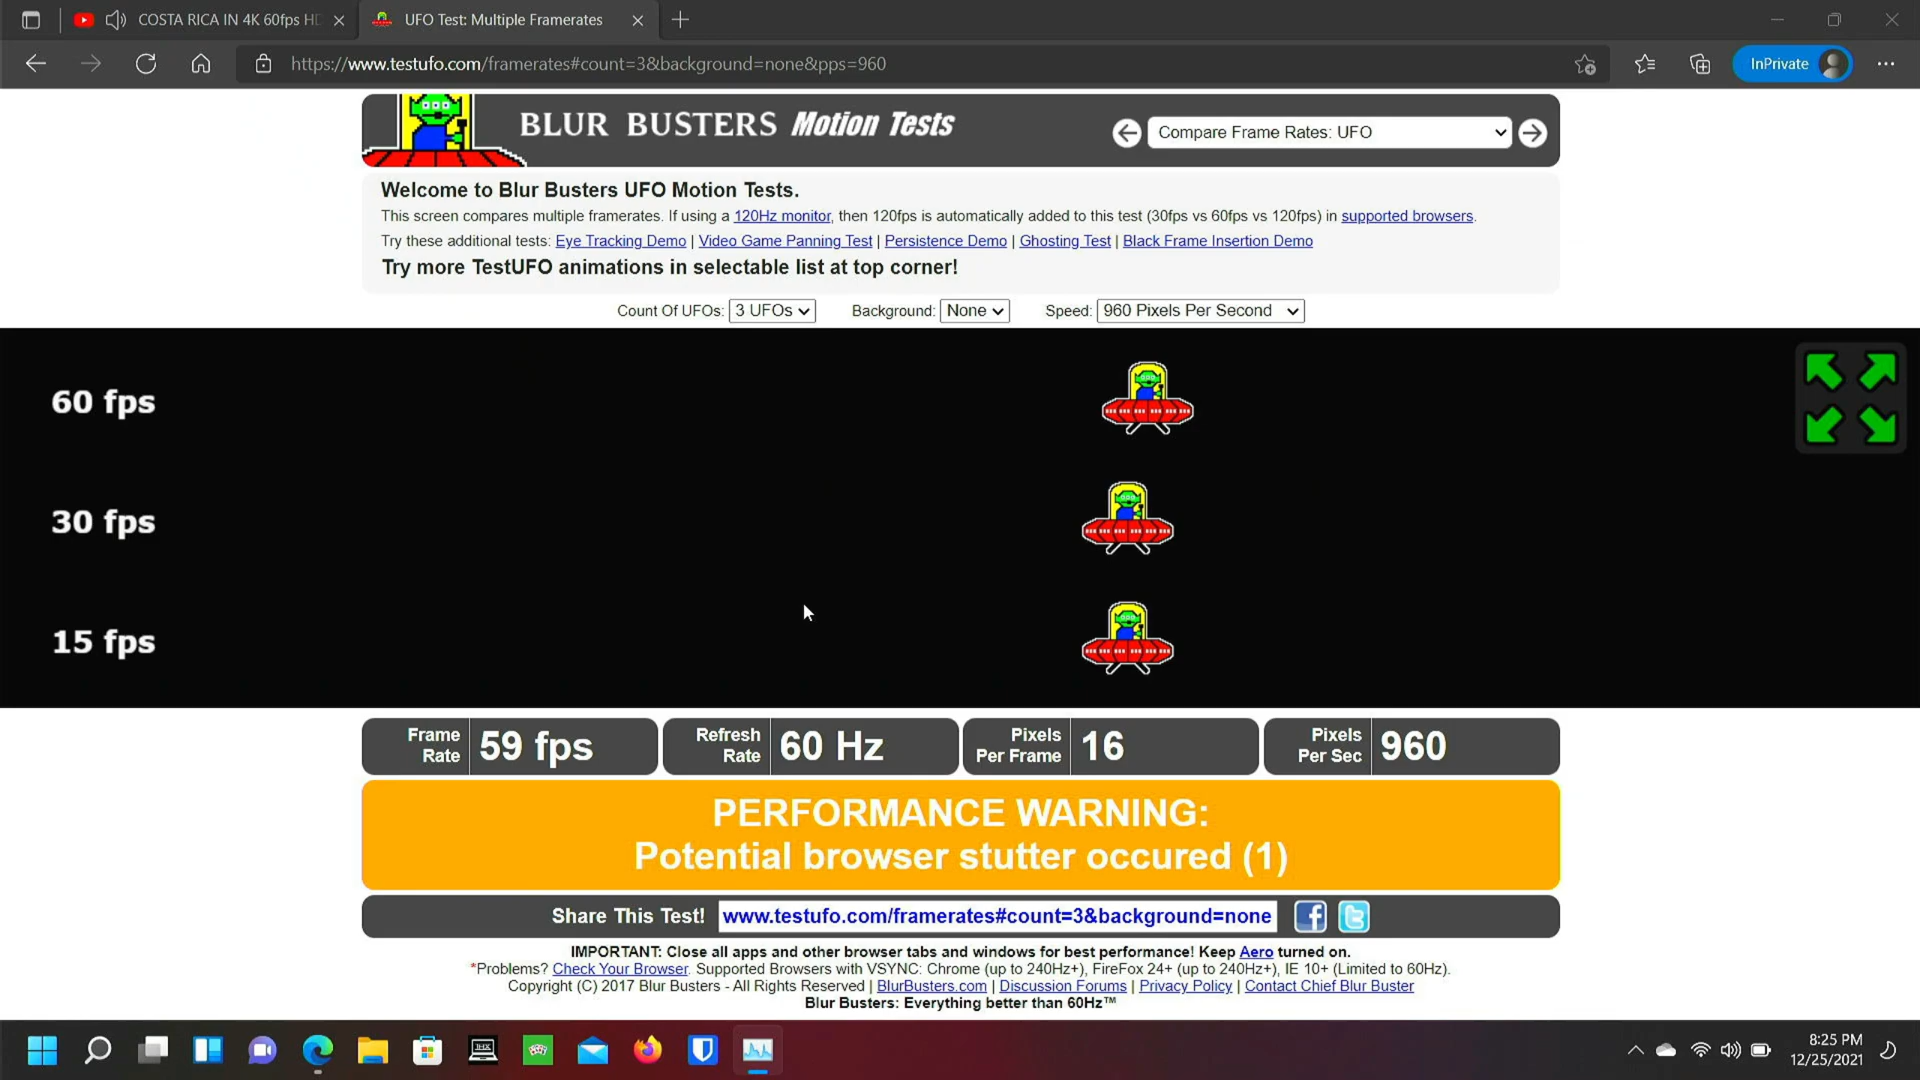 COSTA RICA IN 4K 60fps HD
UFO Test: Multiple Framerates
https://www.testufo.com/framerates#count=3&background=none&pps=960
InPrivate
BLUR BUSTERS Motion Tests
Compare Frame Rates: UFO
Welcome to Blur Busters UFO Motion Tests.
This screen compares multiple framerates. If using a 120Hz monitor, then 120fps is automatically added to this test (30fps vs 60fps vs 120fps) in supported browsers.
Try these additional tests: Eye Tracking Demo | Video Game Panning Test | Persistence Demo | Ghosting Test | Black Frame Insertion Demo
Try more TestUFO animations in selectable list at top corner!
Count Of UFOs: 3 UFOs Background: None Speed: 960 Pixels Per Second
60 fps
30 fps
15 fps
Frame Rate 59 fps
Refresh Rate 60 Hz
Pixels Per Frame 16
Pixels Per Sec 960
PERFORMANCE WARNING:
Potential browser stutter occured (1)
Share This Test! www.testufo.com/framerates#count=3&background=none
IMPORTANT: Close all apps and other browser tabs and windows for best performance! Keep Aero turned on.
*Problems? Check Your Browser. Supported Browsers with VSYNC: Chrome (up to 240Hz+), FireFox 24+ (up to 240Hz+), IE 10+ (Limited to 60Hz).
Copyright (C) 2017 Blur Busters - All Rights Reserved | BlurBusters.com | Discussion Forums | Privacy Policy | Contact Chief Blur Buster
Blur Busters: Everything better than 60Hz™
8:25 PM
12/25/2021